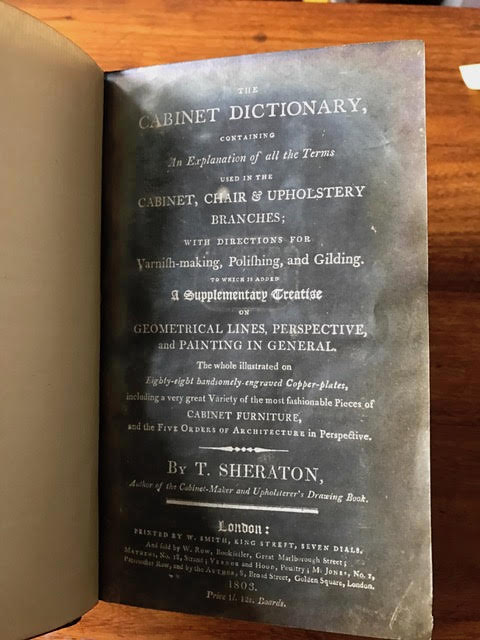 THE
CABINET DICTIONARY,
CONTAINING
An Explanation of all the Terms
USED IN THE
CABINET, CHAIR & UPHOLSTERY
BRANCHES;
WITH DIRECTIONS FOR
Varniſh-making, Poliſhing, and Gilding.
TO WHICH IS ADDED
A Supplementary Treatise
ON
GEOMETRICAL LINES, PERSPECTIVE,
and PAINTING IN GENERAL.
The whole illustrated on
Eighty-eight handsomely engraved Copper-plates,
including a very great Variety of the most fashionable Pieces of
CABINET FURNITURE,
and the FIVE ORDERS OF ARCHITECTURE in Perspective.
By T. SHERATON,
Author of the Cabinet-Maker and Upholsterer's Drawing Book.
London:
PRINTED BY W. SMITH, KING STREET, SEVEN DIALS.
And sold by W. Row, Bookseller, Great Marlborough Street;
MATHEWS, No. 18, Strand; VERNOR and HOOD, Poultry; M. JONES, No. 1,
Paternoster Row, and by the AUTHOR, 8, Broad Street, Golden Square, London.
1803.
Price 1l. 12s. Boards.